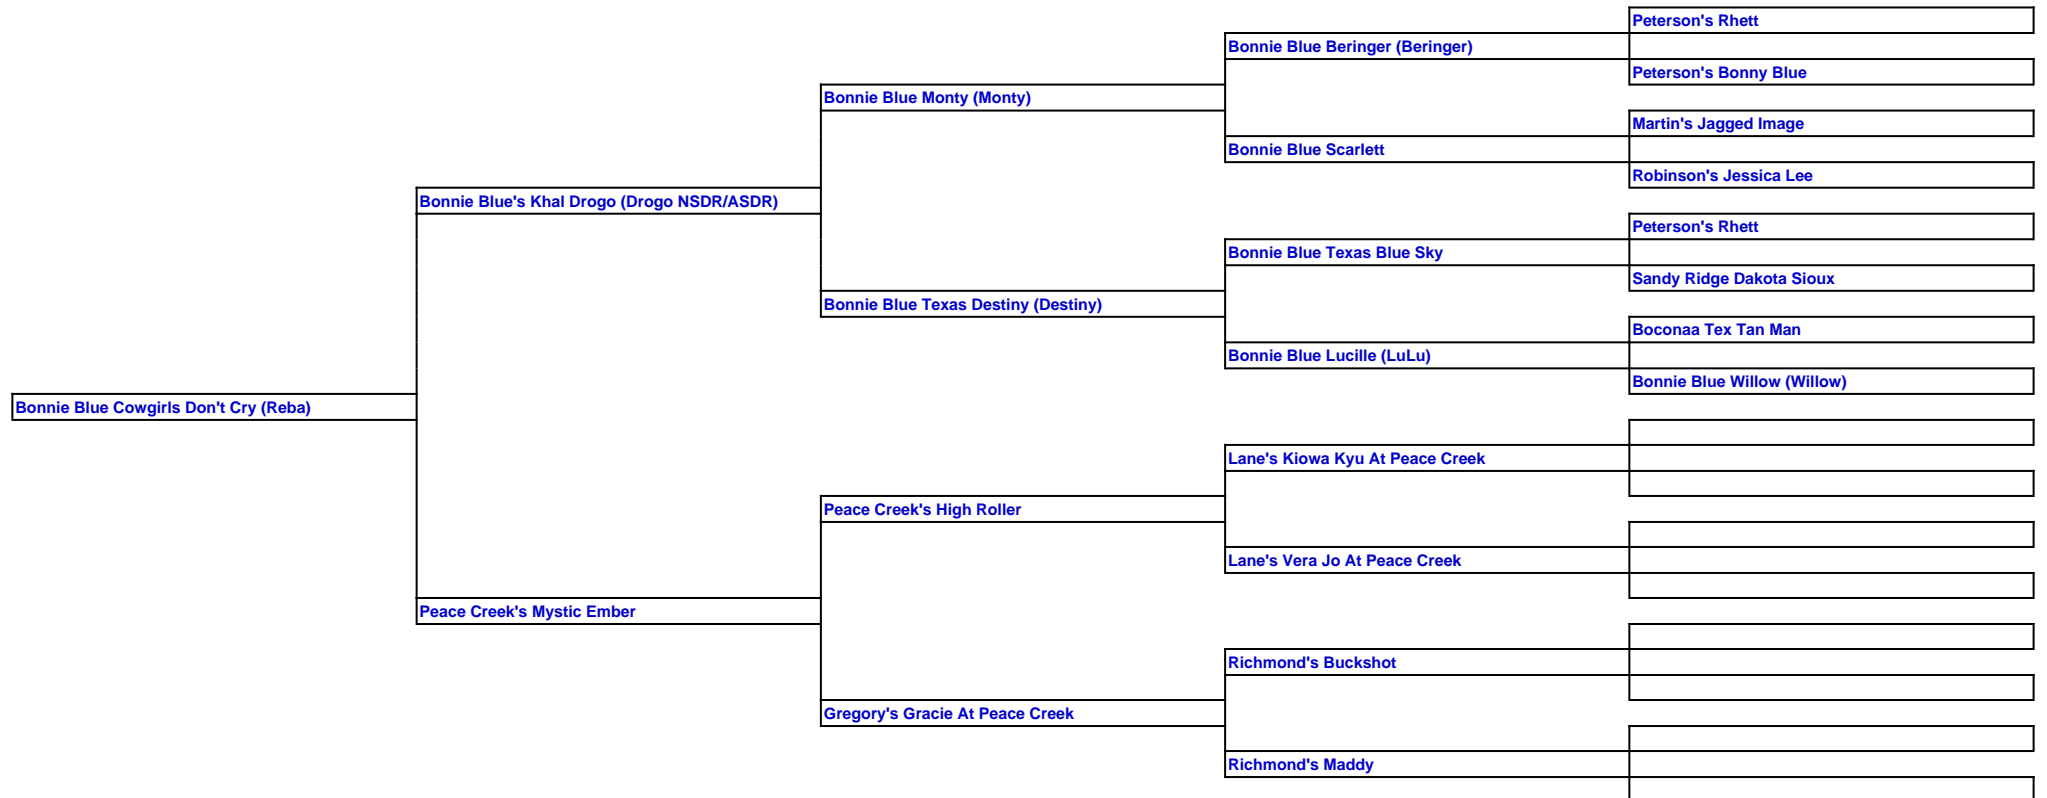 Peterson's Rhett
Bonnie Blue Beringer (Beringer)
Peterson's Bonny Blue
Bonnie Blue Monty (Monty)
Martin's Jagged Image
Bonnie Blue Scarlett
Robinson's Jessica Lee
Bonnie Blue's Khal Drogo (Drogo NSDR/ASDR)
Peterson's Rhett
Bonnie Blue Texas Blue Sky
Sandy Ridge Dakota Sioux
Bonnie Blue Texas Destiny (Destiny)
Boconaa Tex Tan Man
Bonnie Blue Lucille (LuLu)
Bonnie Blue Willow (Willow)
Bonnie Blue Cowgirls Don't Cry (Reba)
Lane's Kiowa Kyu At Peace Creek
Peace Creek's High Roller
Lane's Vera Jo At Peace Creek
Peace Creek's Mystic Ember
Richmond's Buckshot
Gregory's Gracie At Peace Creek
Richmond's Maddy